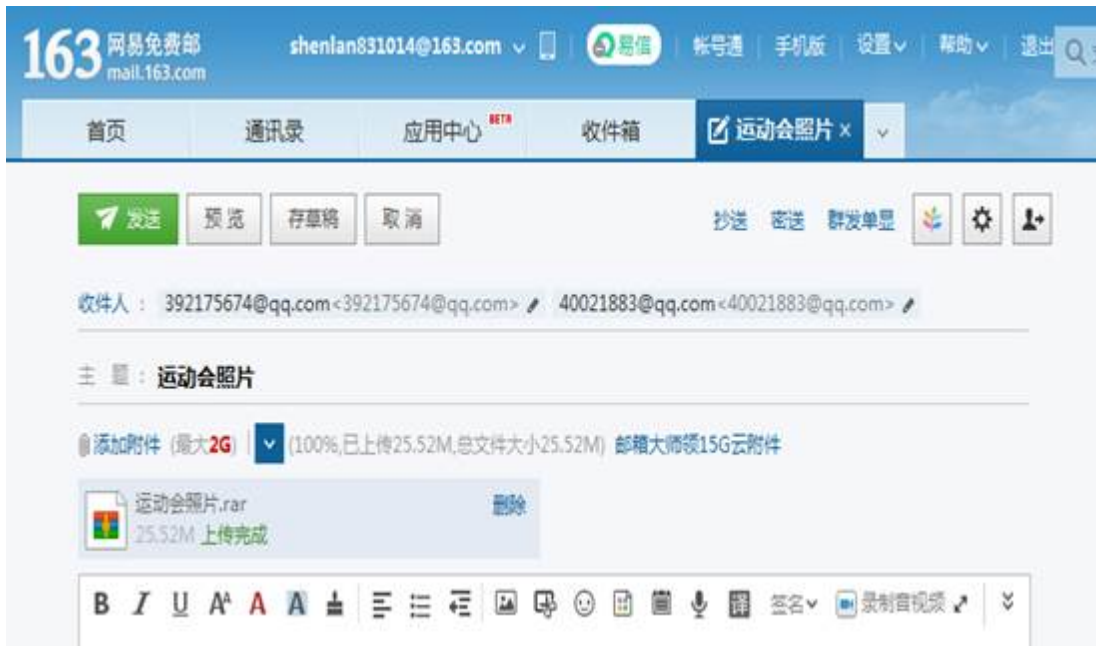 163 网易免费邮 mail.163.com shenlan831014@163.com 易信 帐号通 手机版 设置 帮助 退出
首页 通讯录 应用中心 BETA 收件箱 运动会照片 ×
发送 预览 存草稿 取消 抄送 密送 群发单显
收件人 : 392175674@qq.com<392175674@qq.com> 40021883@qq.com<40021883@qq.com>
主 题 : 运动会照片
添加附件 (最大2G) (100%,已上传25.52M,总文件大小25.52M) 邮箱大师领15G云附件
运动会照片.rar 删除
25.52M 上传完成
B I U A A A 译 签名 录制音视频